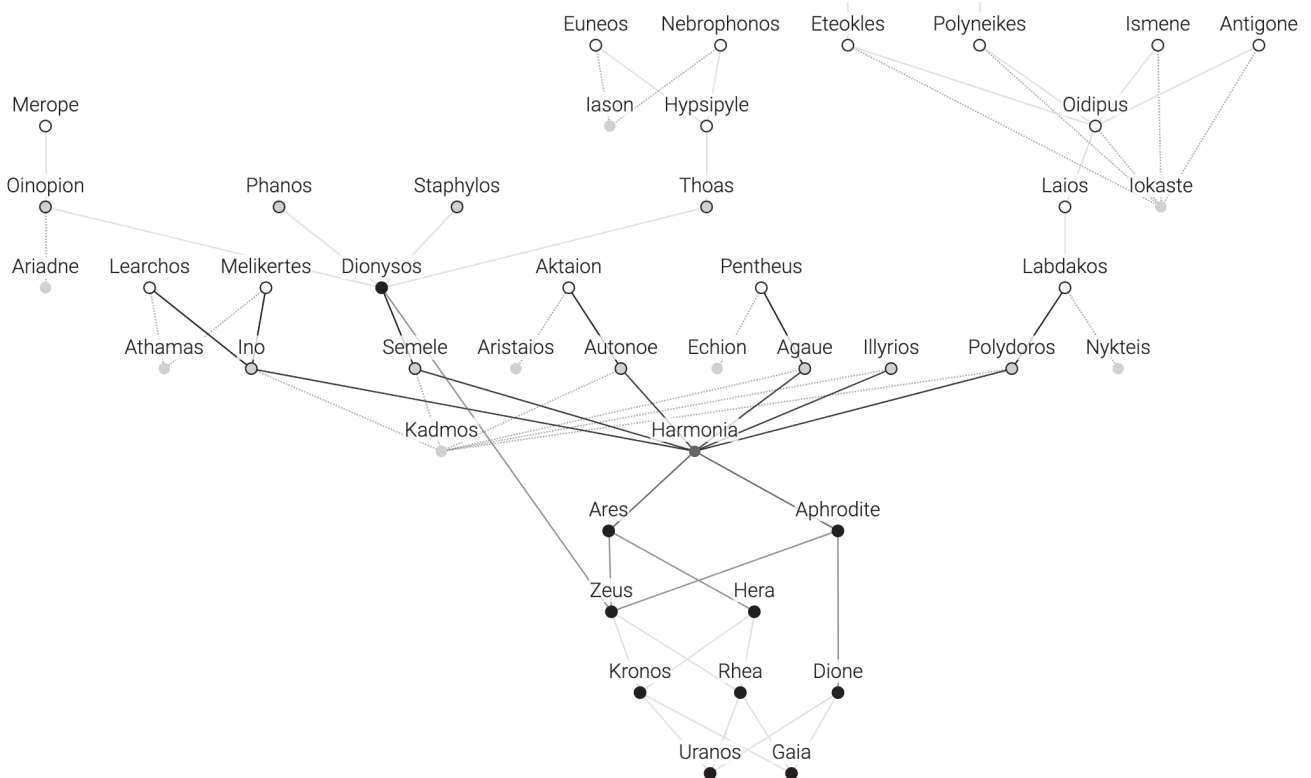 Euneos Nebrophonos Eteokles Polyneikes Ismene Antigone
Merope Iason Hypsipyle Oidipus
Oinopion Phanos Staphylos Thoas Laios Iokaste
Ariadne Learchos Melikertes Dionysos Aktaion Pentheus Labdakos
Athamas Ino Semele Aristaios Autonoe Echion Agaue Illyrios Polydoros Nykteis
Kadmos Harmonia
Ares Aphrodite
Zeus Hera
Kronos Rhea Dione
Uranos Gaia